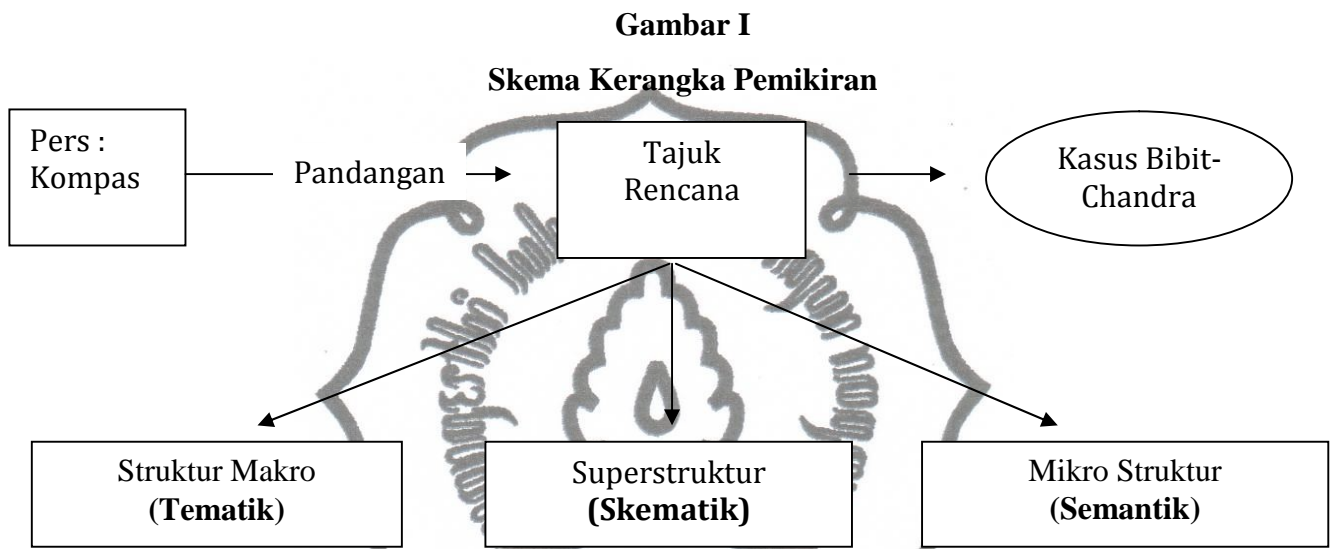 Gambar I
Skema Kerangka Pemikiran
Pers :
Kompas
Pandangan
Tajuk
Rencana
Kasus Bibit-
Chandra
Struktur Makro
(Tematik)
Superstruktur
(Skematik)
Mikro Struktur
(Semantik)